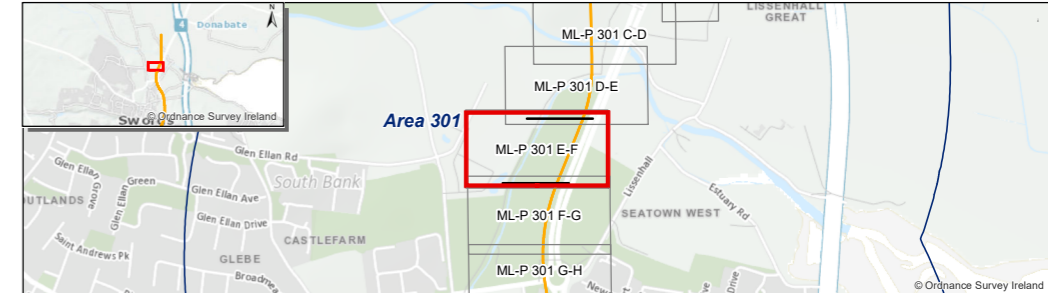 N
4 Donabate
Swords
© Ordnance Survey Ireland
LISSENHALL
GREAT
ML-P 301 C-D
ML-P 301 D-E
Area 301
ML-P 301 E-F
Glen Ellan Rd
South Bank
Glen Ellan Grove
Glen Ellan Green
Glen Ellan Ave
Lissenhall
Estuary Rd
OUTLANDS
Glen Ellan Drive
ML-P 301 F-G
SEATOWN WEST
CASTLEFARM
Saint Andrews Pk
GLEBE
ML-P 301 G-H
Drive
© Ordnance Survey Ireland